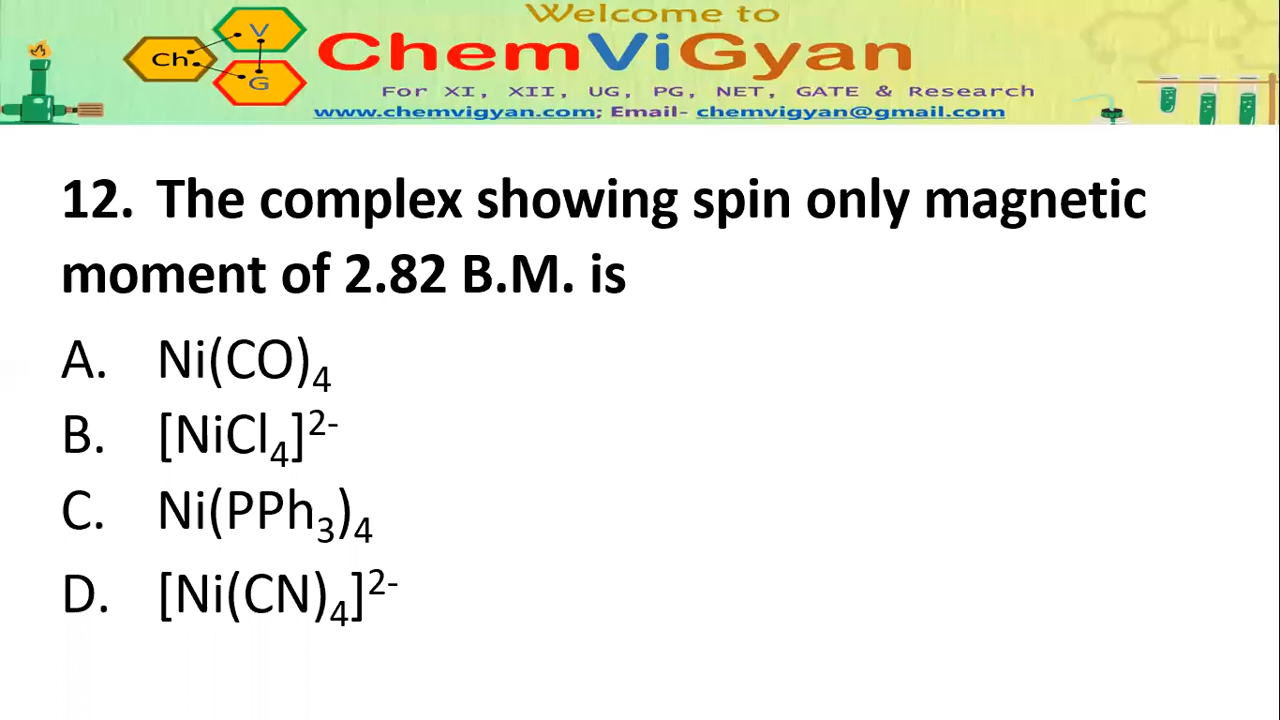 Welcome to
Ch V G ChemViGyan
For XI, XII, UG, PG, NET, GATE & Research
www.chemvigyan.com; Email- chemvigyan@gmail.com
12. The complex showing spin only magnetic
moment of 2.82 B.M. is
A. Ni(CO)₄
B. [NiCl₄]²⁻
C. Ni(PPh₃)₄
D. [Ni(CN)₄]²⁻